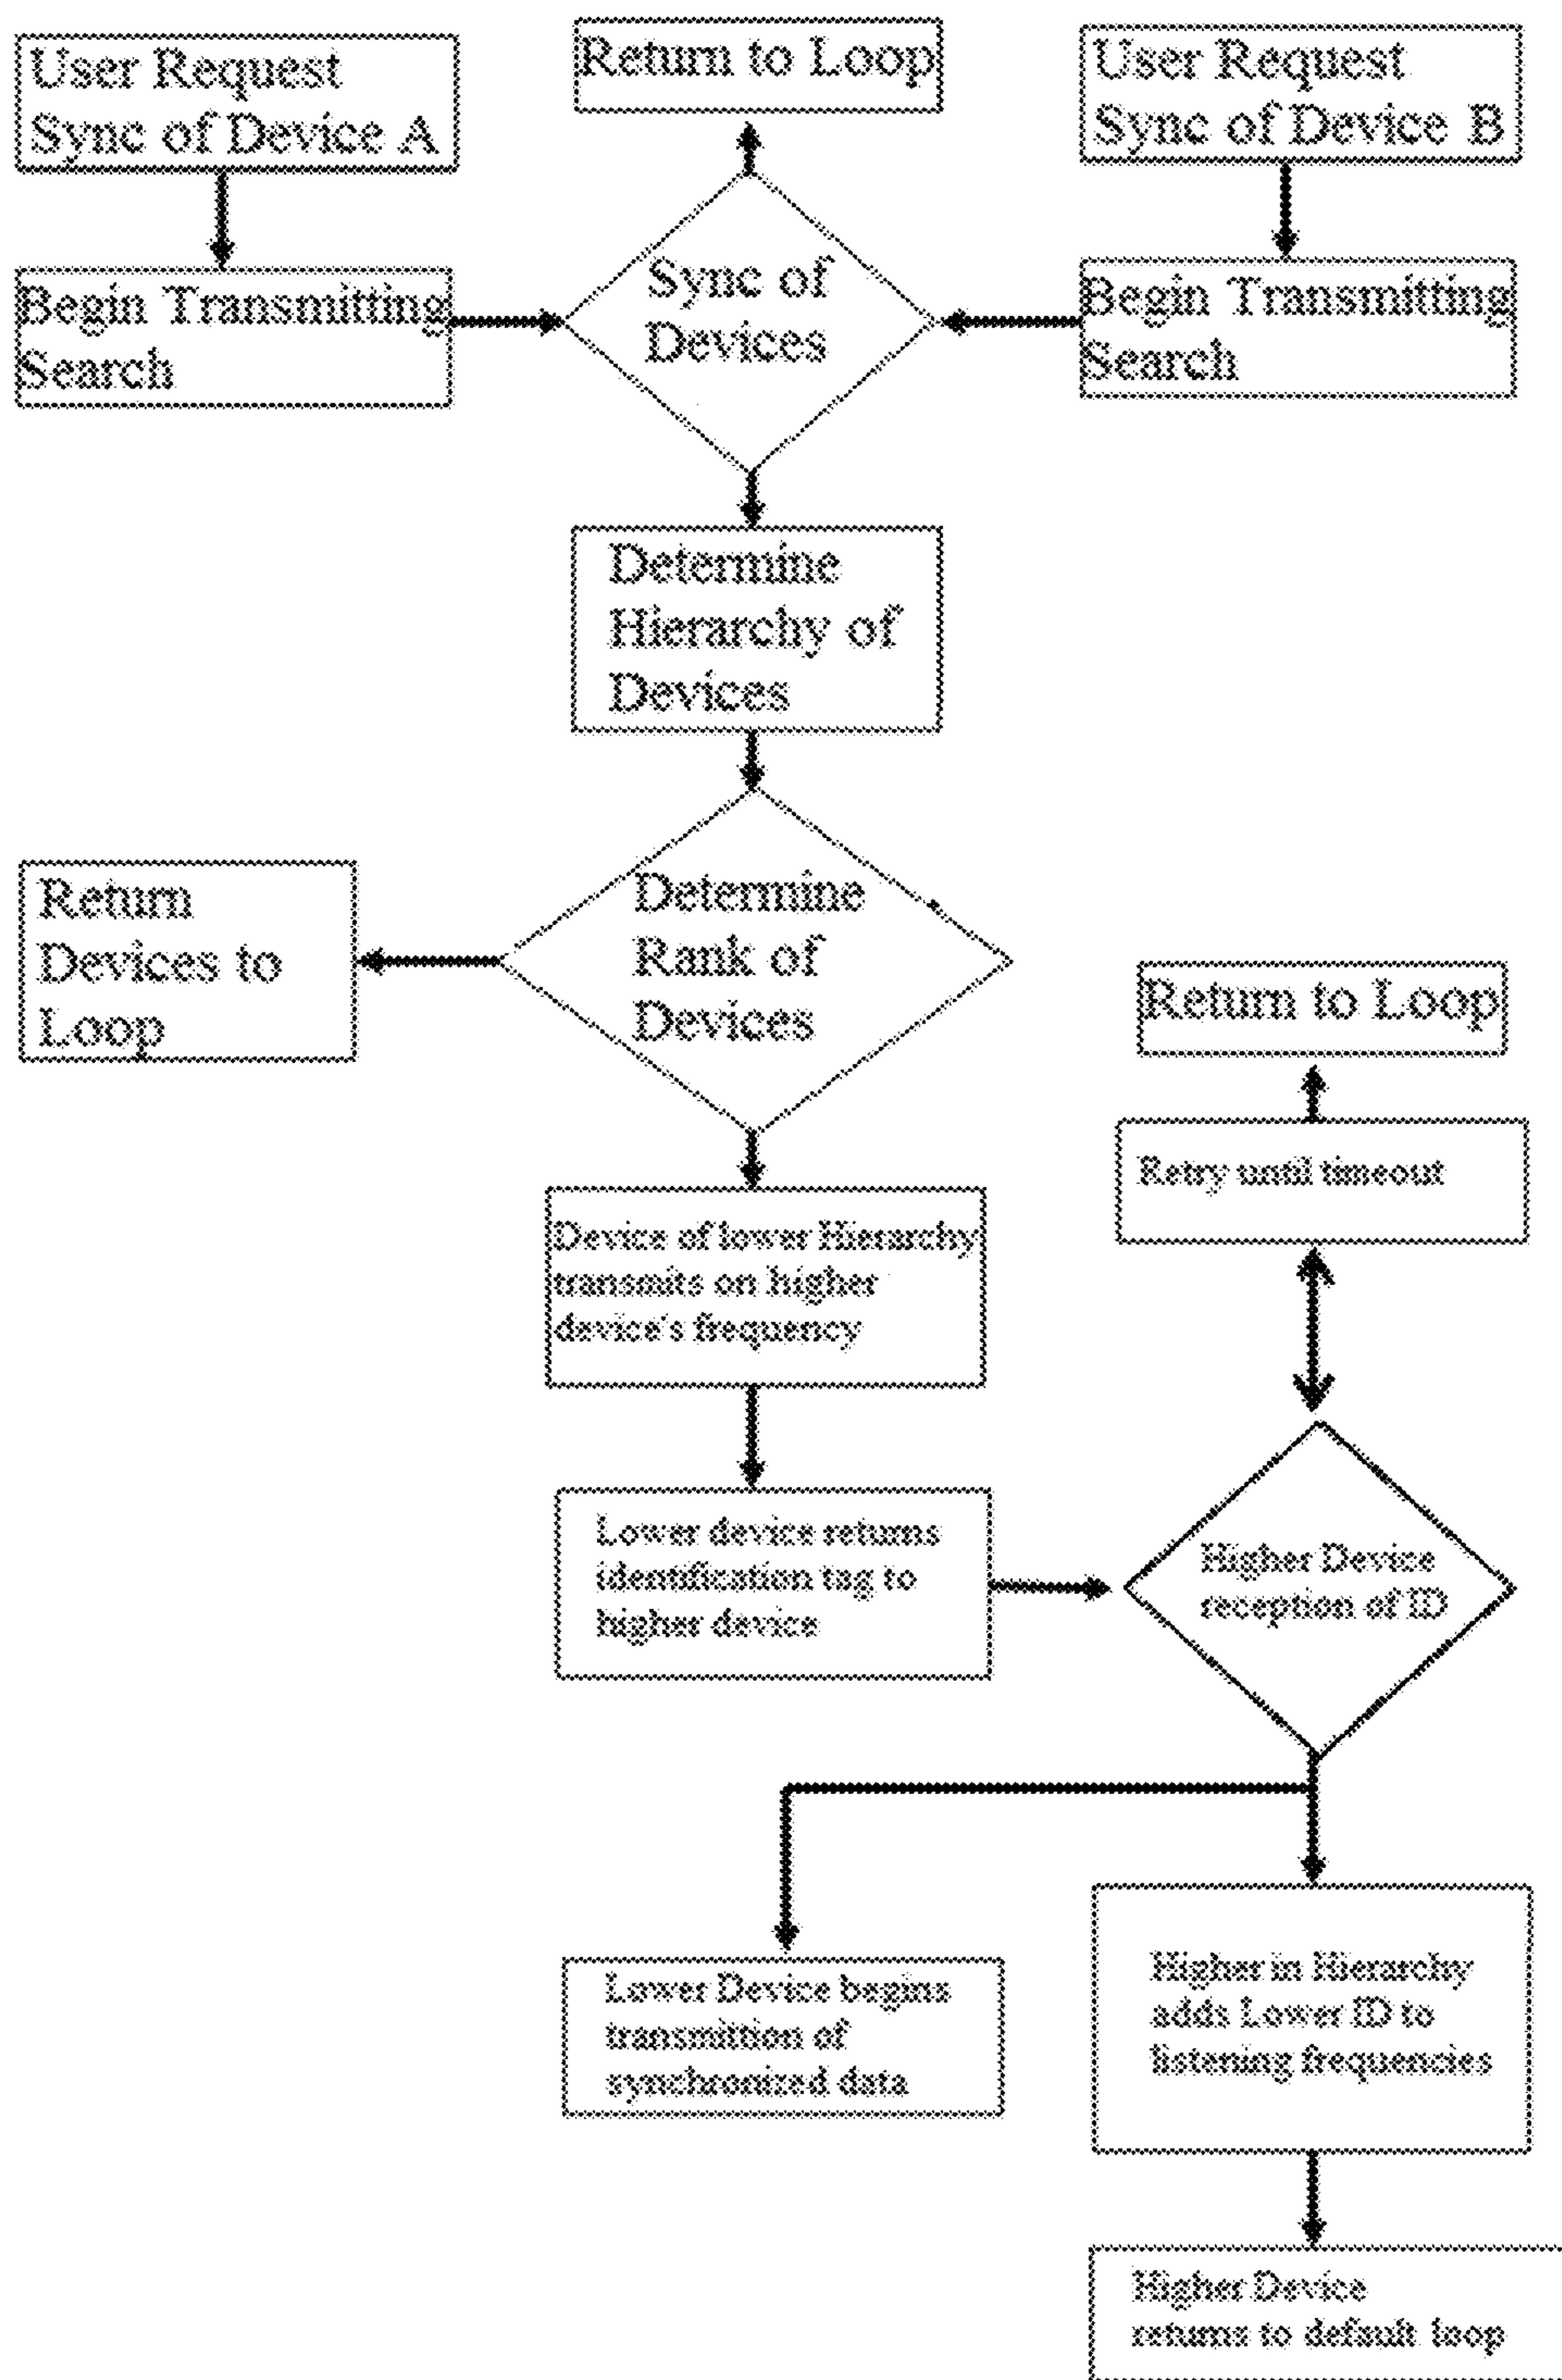 User Request
Sync of Device A
Return to Loop
User Request
Sync of Device B
Begin Transmitting
Search
Sync of
Devices
Begin Transmitting
Search
Determine
Hierarchy of
Devices
Return
Devices to
Loop
Determine
Rank of
Devices
Return to Loop
Retry until timeout
Device of lower Hierarchy
transmits on higher
device's frequency
Lower device returns
identification tag to
higher device
Higher Device
reception of ID
Lower Device begins
transmittion of
synchronized data
Higher in Hierarchy
adds Lower ID to
listening frequencies
Higher Device
returns to default loop